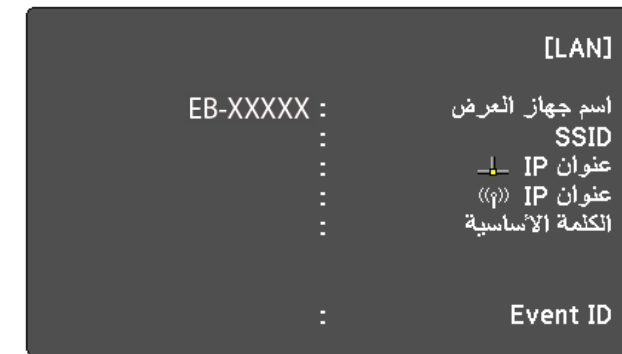 [LAN]
اسم جهاز العرض : EB-XXXXX
SSID :
عنوان IP :
عنوان IP :
الكلمة الأساسية :
Event ID :